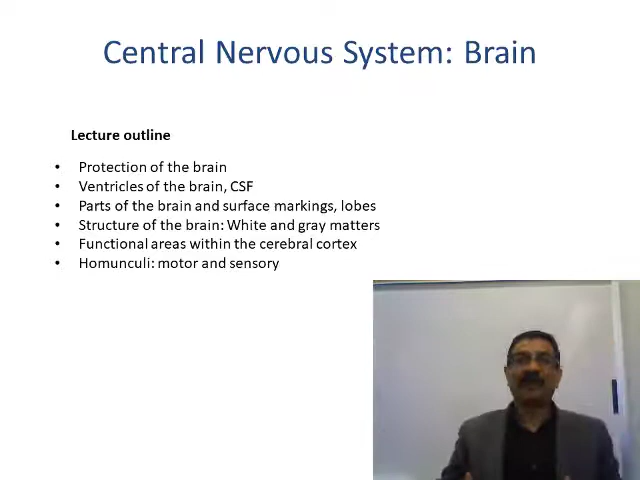 Central Nervous System: Brain
Lecture outline
• Protection of the brain
• Ventricles of the brain, CSF
• Parts of the brain and surface markings, lobes
• Structure of the brain: White and gray matters
• Functional areas within the cerebral cortex
• Homunculi: motor and sensory